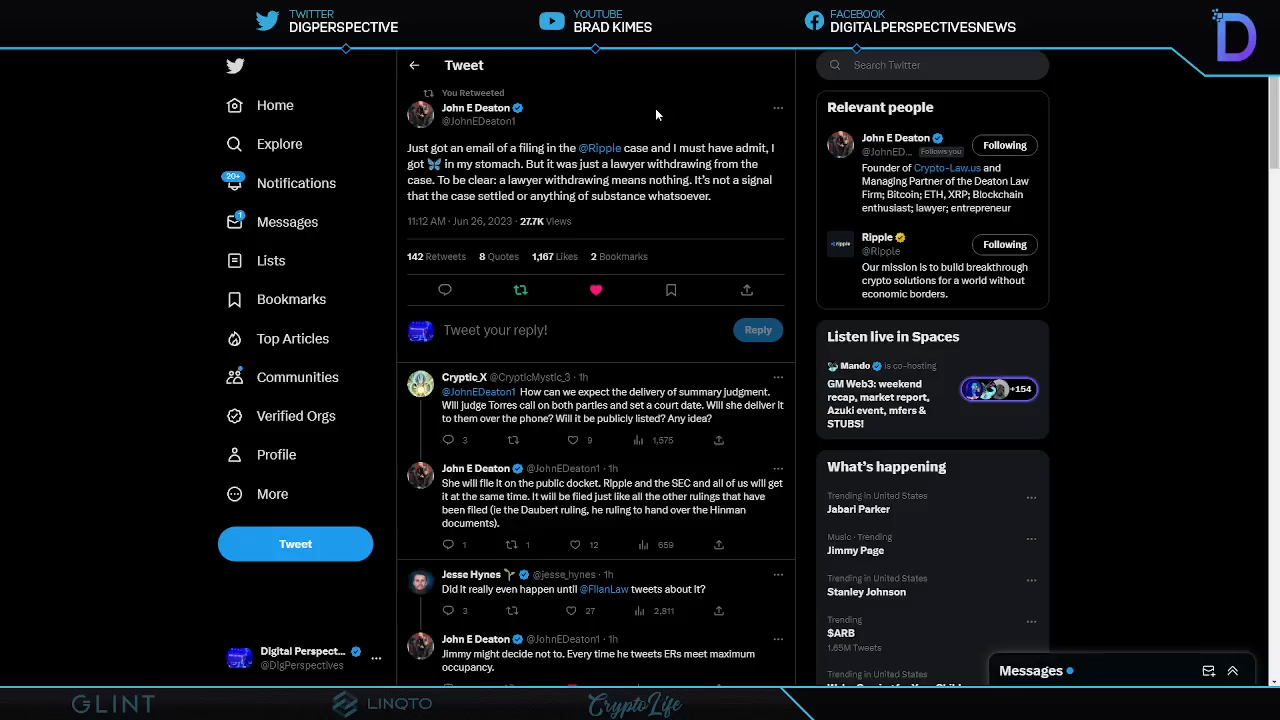 TWITTER
DIGPERSPECTIVE
YOUTUBE
BRAD KIMES
FACEBOOK
DIGITALPERSPECTIVESNEWS
Home
Explore
20+
Notifications
1
Messages
Lists
Bookmarks
Top Articles
Communities
Verified Orgs
Profile
More
Tweet
Digital Perspect...
@DIgPerspectives
Tweet
You Retweeted
John E Deaton
@JohnEDeaton1
Just got an email of a filing in the @Ripple case and I must have admit, I
got 🦋 in my stomach. But it was just a lawyer withdrawing from the
case. To be clear: a lawyer withdrawing means nothing. It's not a signal
that the case settled or anything of substance whatsoever.
11:12 AM · Jun 26, 2023 · 27.7K Views
142 Retweets 8 Quotes 1,167 Likes 2 Bookmarks
Tweet your reply!
Reply
Cryptic_X @CrypticMystic_3 · 1h
@JohnEDeaton1 How can we expect the delivery of summary judgment.
Will judge Torres call on both parties and set a court date. Will she deliver it
to them over the phone? Will it be publicly listed? Any idea?
3 9 1,575
John E Deaton @JohnEDeaton1 · 1h
She will file it on the public docket. Ripple and the SEC and all of us will get
it at the same time. It will be filed just like all the other rulings that have
been filed (ie the Daubert ruling, he ruling to hand over the Hinman
documents).
1 1 12 659
Jesse Hynes @jesse_hynes · 1h
Did it really even happen until @FilanLaw tweets about it?
3 27 2,811
John E Deaton @JohnEDeaton1 · 1h
Jimmy might decide not to. Every time he tweets ERs meet maximum
occupancy.
Search Twitter
Relevant people
John E Deaton
@JohnED... Follows you
Following
Founder of Crypto-Law.us and
Managing Partner of the Deaton Law
Firm; Bitcoin; ETH, XRP; Blockchain
enthusiast; lawyer; entrepreneur
ripple
Ripple
@Ripple
Following
Our mission is to build breakthrough
crypto solutions for a world without
economic borders.
Listen live in Spaces
Mando is co-hosting
GM Web3: weekend
recap, market report,
Azuki event, mfers &
STUBS!
+154
What's happening
Trending in United States
Jabari Parker
Music · Trending
Jimmy Page
Trending in United States
Stanley Johnson
Trending
$ARB
1.65M Tweets
Trending in United States
Messages
GLINT
LINQTO
CryptoLife